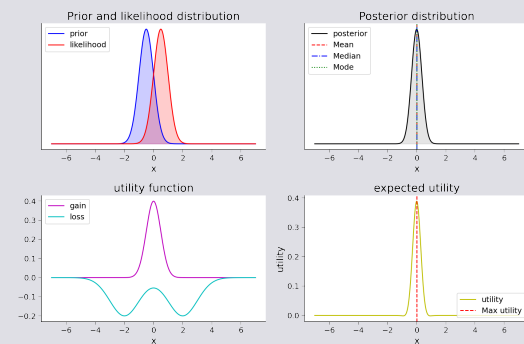 Prior and likelihood distribution
prior
likelihood
−6 −4 −2 0 2 4 6
x
Posterior distribution
posterior
Mean
Median
Mode
−6 −4 −2 0 2 4 6
x
utility function
gain
loss
0.4
0.3
0.2
0.1
0.0
−0.1
−0.2
−6 −4 −2 0 2 4 6
x
expected utility
utility
0.4
0.3
0.2
0.1
0.0
utility
Max utility
−6 −4 −2 0 2 4 6
x